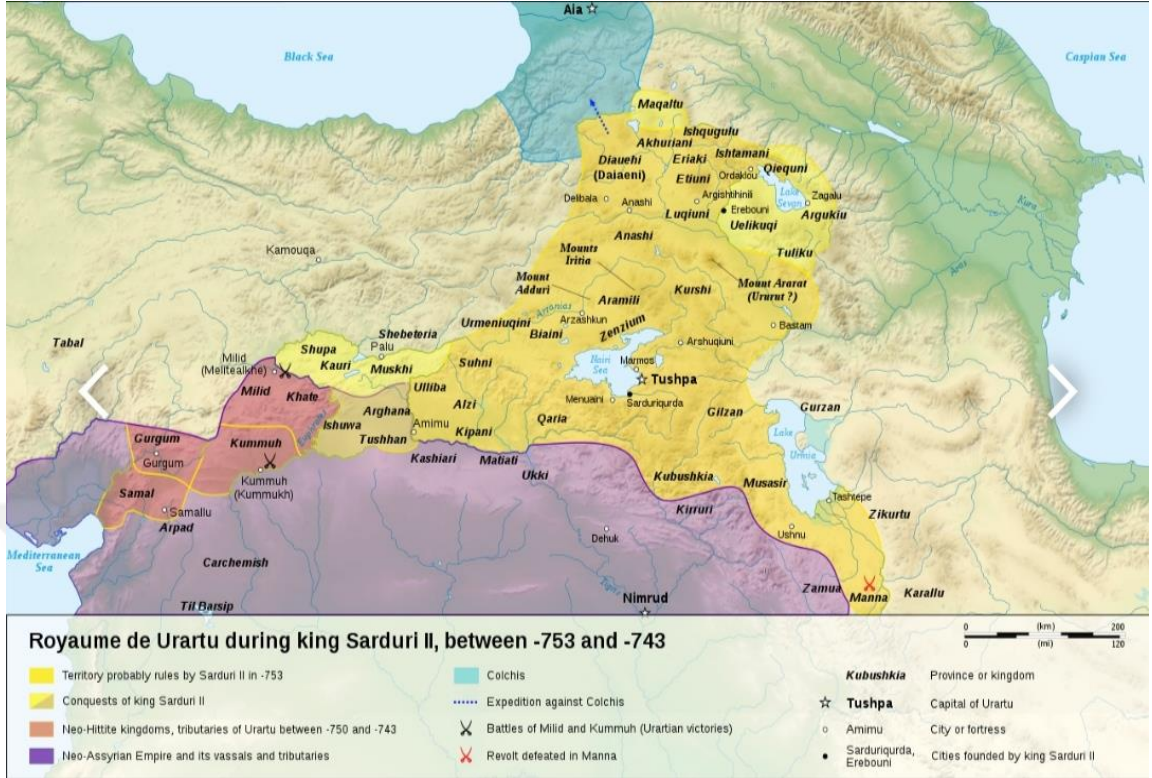 Aia
Black Sea
Caspian Sea
Maqaltu
Ishqugulu
Akhuriani
Diauehi
(Daiaeni)
Eriaki
Ishtamani
Ordaklou
Qiequni
Etiuni
Lake
Sevan
Zagalu
Delibala
Anashi
Argishtihinili
Erebouni
Luqiuni
Argukiu
Uelikuqi
Kura
Kamouqa
Anashi
Tuliku
Mounts
Iritia
Aras
Mount
Adduri
Kurshi
Mount Ararat
(Ururut ?)
Aramili
Arzanias
Arzashkun
Urmeniuqini
Biaini
Zenzium
Bastam
Tabal
Shebeteria
Palu
Shupa
Kauri
Muskhi
Suhni
Arshuqiuni
Milid
(Melitealkhe)
Nairi
Sea
Marmos
Tushpa
Milid
Khate
Ulliba
Menuaini
Sarduriqurda
Arghana
Alzi
Gilzan
Gurzan
Ishuwa
Amimu
Qaria
Gurgum
Gurgum
Kummuh
Tushhan
Kipani
Lake
Urmia
Kashiari
Matiati
Ukki
Kummuh
(Kummukh)
Kubushkia
Musasir
Samal
Tashtepe
Samallu
Arpad
Kirruri
Zikurtu
Ushnu
Dehuk
Mediterranean
Sea
Carchemish
Zamua
Manna
Karallu
Til Barsip
Tigris
Nimrud
Royaume de Urartu during king Sarduri II, between -753 and -743
(km) 200
0
0
(mi) 120
Territory probably rules by Sarduri II in -753
Conquests of king Sarduri II
Neo-Hittite kingdoms, tributaries of Urartu between -750 and -743
Neo-Assyrian Empire and its vassals and tributaries
Colchis
Expedition against Colchis
Battles of Milid and Kummuh (Urartian victories)
Revolt defeated in Manna
Kubushkia Province or kingdom
Tushpa Capital of Urartu
Amimu City or fortress
Sarduriqurda,
Erebouni Cities founded by king Sarduri II